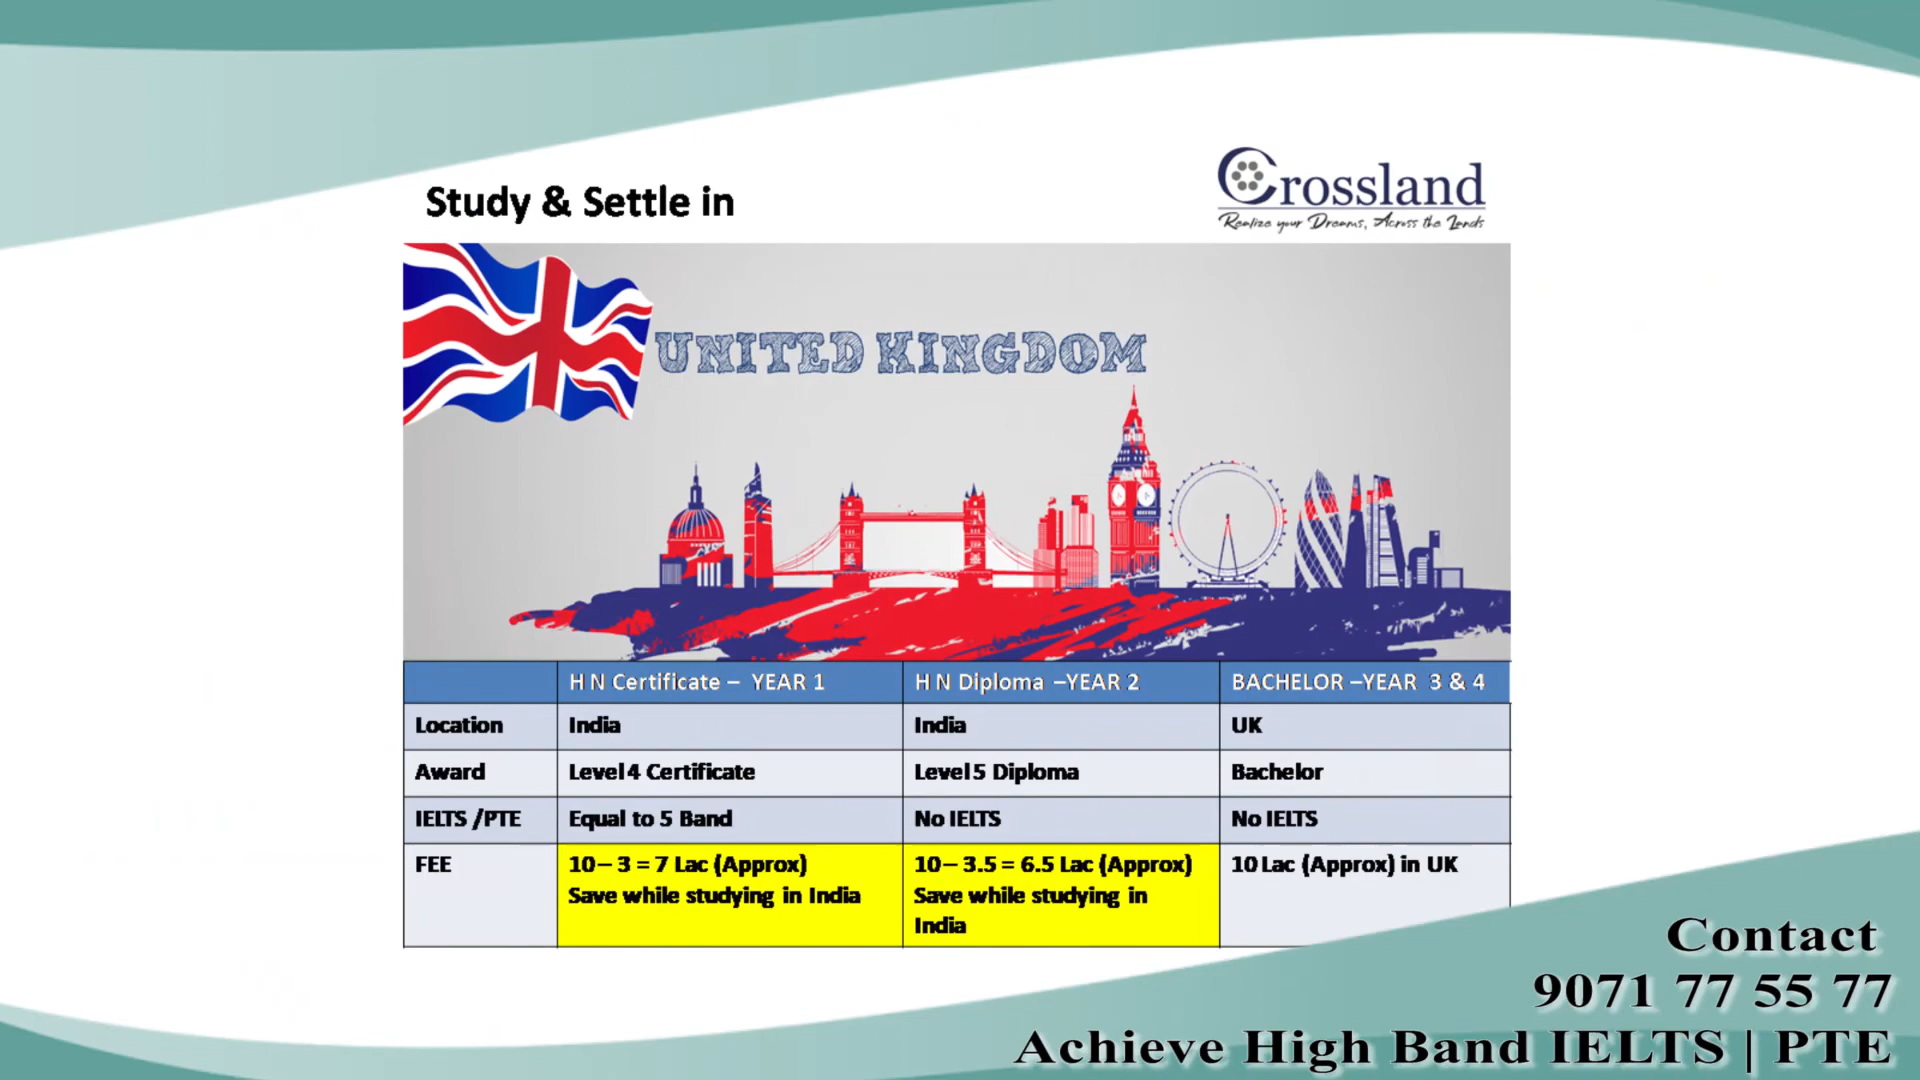 Study & Settle in
Crossland
Realize your Dreams, Across the Lands
UNITED KINGDOM
H N Certificate – YEAR 1
H N Diploma –YEAR 2
BACHELOR –YEAR 3 & 4
Location
India
India
UK
Award
Level 4 Certificate
Level 5 Diploma
Bachelor
IELTS /PTE
Equal to 5 Band
No IELTS
No IELTS
FEE
10 – 3 = 7 Lac (Approx)
Save while studying in India
10 – 3.5 = 6.5 Lac (Approx)
Save while studying in
India
10 Lac (Approx) in UK
Contact
9071 77 55 77
Achieve High Band IELTS | PTE